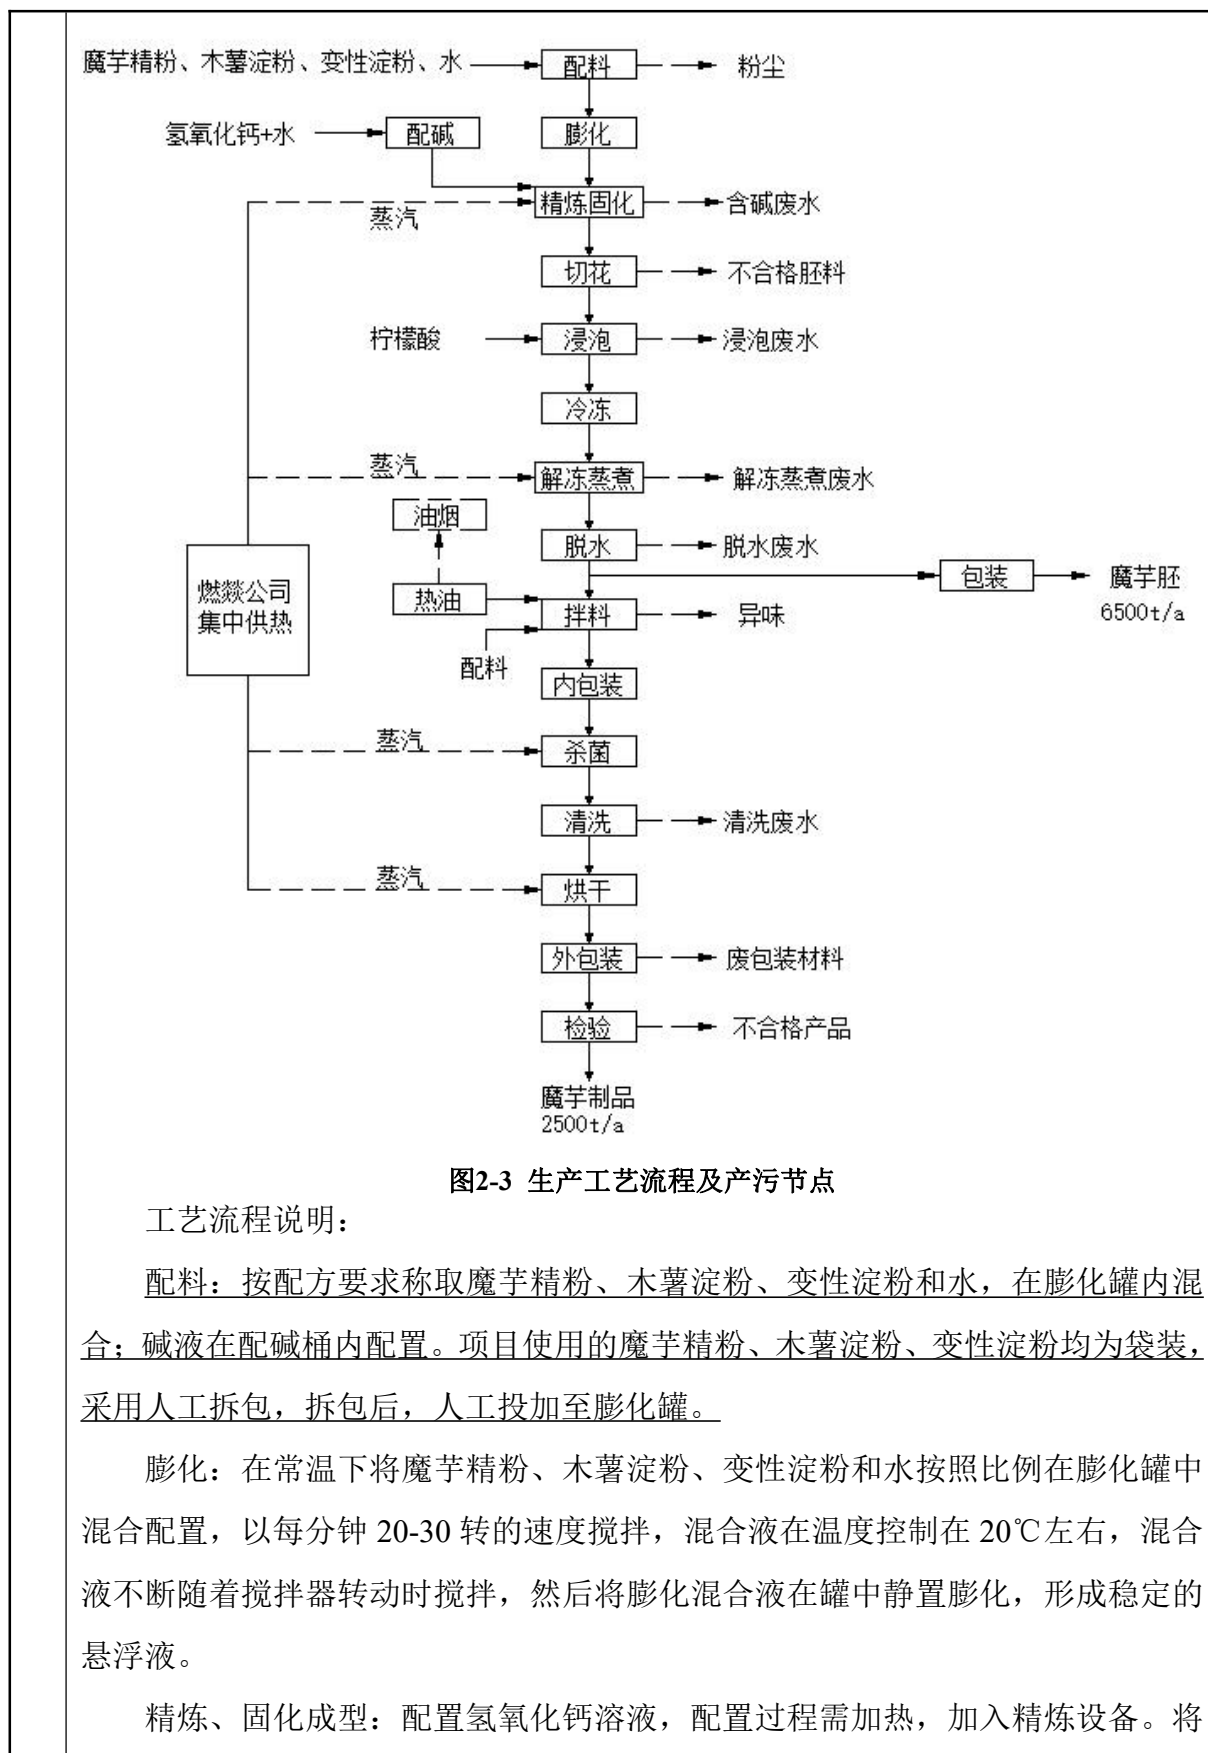 魔芋精粉、木薯淀粉、变性淀粉、水
配料
粉尘
氢氧化钙+水
配碱
膨化
蒸汽
精炼固化
含碱废水
切花
不合格胚料
柠檬酸
浸泡
浸泡废水
冷冻
蒸汽
解冻蒸煮
解冻蒸煮废水
油烟
脱水
脱水废水
燃燚公司
集中供热
热油
包装
魔芋胚
6500t/a
拌料
异味
配料
内包装
蒸汽
杀菌
清洗
清洗废水
蒸汽
烘干
外包装
废包装材料
检验
不合格产品
魔芋制品
2500t/a
图2-3 生产工艺流程及产污节点
工艺流程说明：
配料：按配方要求称取魔芋精粉、木薯淀粉、变性淀粉和水，在膨化罐内混
合；碱液在配碱桶内配置。项目使用的魔芋精粉、木薯淀粉、变性淀粉均为袋装，
采用人工拆包，拆包后，人工投加至膨化罐。
膨化：在常温下将魔芋精粉、木薯淀粉、变性淀粉和水按照比例在膨化罐中
混合配置，以每分钟 20-30 转的速度搅拌，混合液在温度控制在 20℃左右，混合
液不断随着搅拌器转动时搅拌，然后将膨化混合液在罐中静置膨化，形成稳定的
悬浮液。
精炼、固化成型：配置氢氧化钙溶液，配置过程需加热，加入精炼设备。将